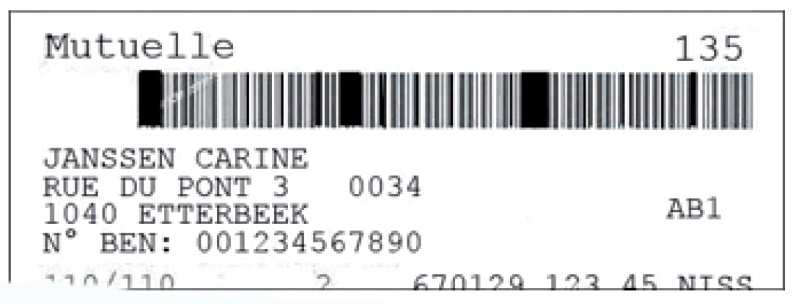 Mutuelle 135
JANSSEN CARINE
RUE DU PONT 3 0034
1040 ETTERBEEK AB1
N° BEN: 001234567890
110/110 2 670129 123 45 NISS